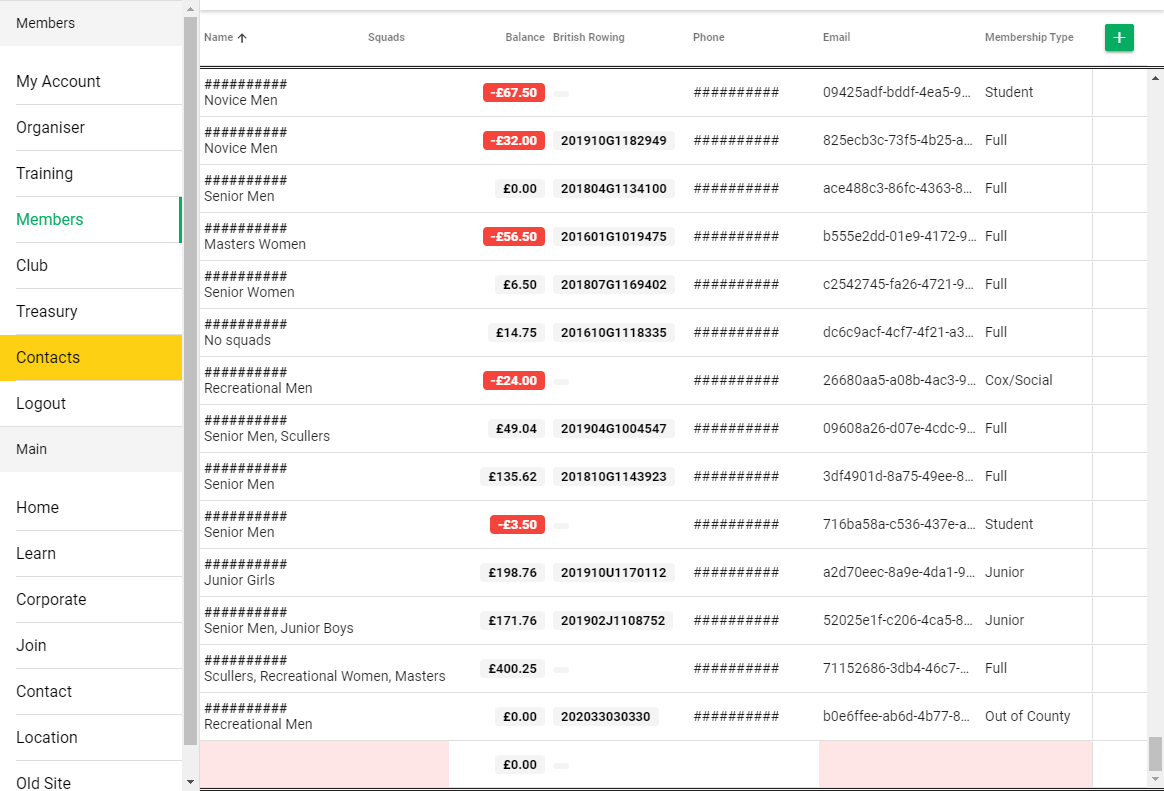 Members
My Account
Organiser
Training
Members
Club
Treasury
Contacts
Logout
Main
Home
Learn
Corporate
Join
Contact
Location
Old Site
Name Squads Balance British Rowing Phone Email Membership Type
##########
Novice Men
-£67.50 ########## 09425adf-bddf-4ea5-9… Student
##########
Novice Men
-£32.00 201910G1182949 ########## 825ecb3c-73f5-4b25-a… Full
##########
Senior Men
£0.00 201804G1134100 ########## ace488c3-86fc-4363-8… Full
##########
Masters Women
-£56.50 201601G1019475 ########## b555e2dd-01e9-4172-9… Full
##########
Senior Women
£6.50 201807G1169402 ########## c2542745-fa26-4721-9… Full
##########
No squads
£14.75 201610G1118335 ########## dc6c9acf-4cf7-4f21-a3… Full
##########
Recreational Men
-£24.00 ########## 26680aa5-a08b-4ac3-9… Cox/Social
##########
Senior Men, Scullers
£49.04 201904G1004547 ########## 09608a26-d07e-4cdc-9… Full
##########
Senior Men
£135.62 201810G1143923 ########## 3df4901d-8a75-49ee-8… Full
##########
Senior Men
-£3.50 ########## 716ba58a-c536-437e-a… Student
##########
Junior Girls
£198.76 201910U1170112 ########## a2d70eec-8a9e-4da1-9… Junior
##########
Senior Men, Junior Boys
£171.76 201902J1108752 ########## 52025e1f-c206-4ca5-8… Junior
##########
Scullers, Recreational Women, Masters
£400.25 ########## 71152686-3db4-46c7-… Full
##########
Recreational Men
£0.00 202033030330 ########## b0e6ffee-ab6d-4b77-8… Out of County
£0.00